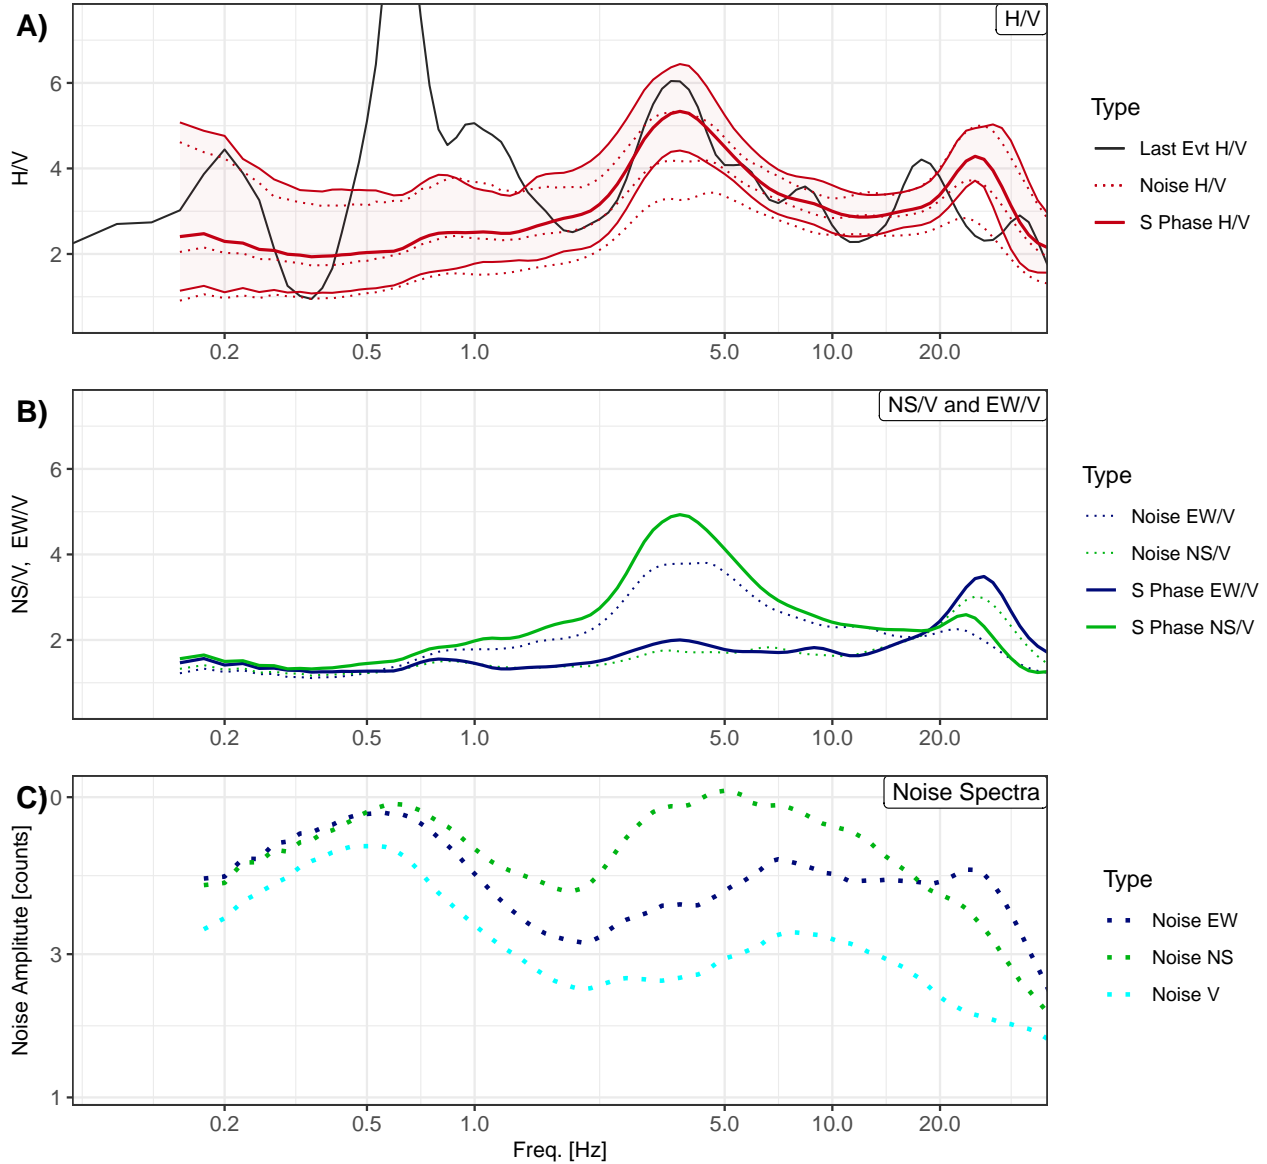 A)
H/V
H/V
6
4
2
0.2 0.5 1.0 5.0 10.0 20.0
Type
Last Evt H/V
Noise H/V
S Phase H/V
B)
NS/V and EW/V
NS/V, EW/V
6
4
2
0.2 0.5 1.0 5.0 10.0 20.0
Type
Noise EW/V
Noise NS/V
S Phase EW/V
S Phase NS/V
C)
Noise Spectra
Noise Amplitute [counts]
0
3
1
0.2 0.5 1.0 5.0 10.0 20.0
Freq. [Hz]
Type
Noise EW
Noise NS
Noise V